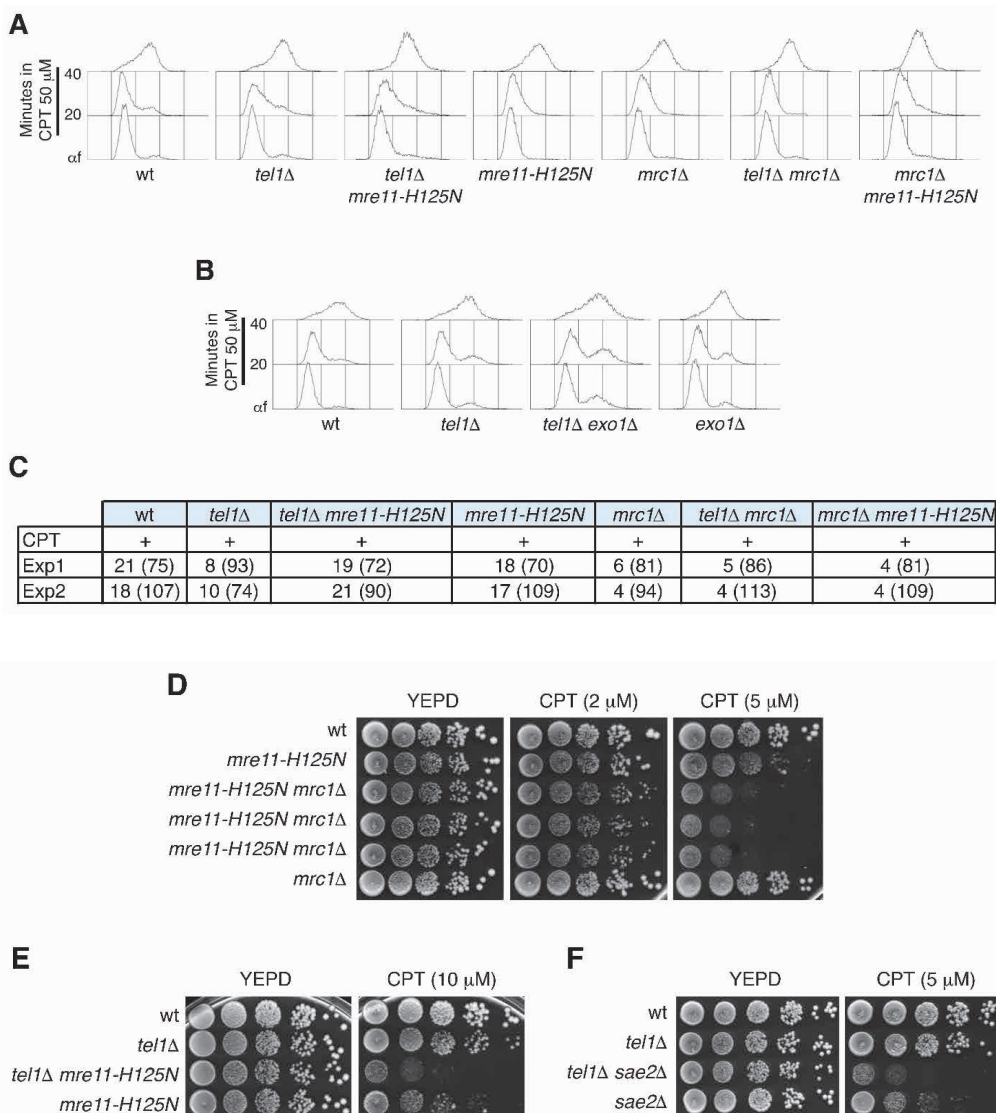 A
Minutes in
CPT 50 µM
40
20
αf
wt
tel1Δ
tel1Δ
mre11-H125N
mre11-H125N
mrc1Δ
tel1Δ mrc1Δ
mrc1Δ
mre11-H125N
B
Minutes in
CPT 50 µM
40
20
αf
wt
tel1Δ
tel1Δ exo1Δ
exo1Δ
C
wt tel1Δ tel1Δ mre11-H125N mre11-H125N mrc1Δ tel1Δ mrc1Δ mrc1Δ mre11-H125N
CPT + + + + + + +
Exp1 21 (75) 8 (93) 19 (72) 18 (70) 6 (81) 5 (86) 4 (81)
Exp2 18 (107) 10 (74) 21 (90) 17 (109) 4 (94) 4 (113) 4 (109)
D
YEPD CPT (2 µM) CPT (5 µM)
wt
mre11-H125N
mre11-H125N mrc1Δ
mre11-H125N mrc1Δ
mre11-H125N mrc1Δ
mrc1Δ
E
YEPD CPT (10 µM)
wt
tel1Δ
tel1Δ mre11-H125N
mre11-H125N
F
YEPD CPT (5 µM)
wt
tel1Δ
tel1Δ sae2Δ
sae2Δ